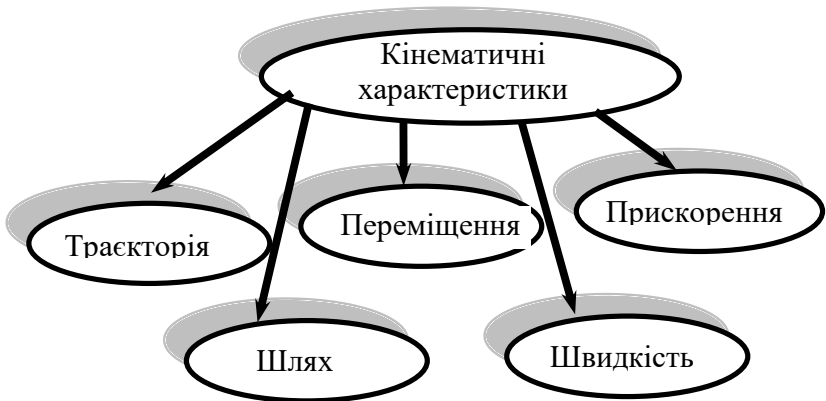 Кінематичні
характеристики
Траєкторія
Переміщення
Прискорення
Шлях
Швидкість